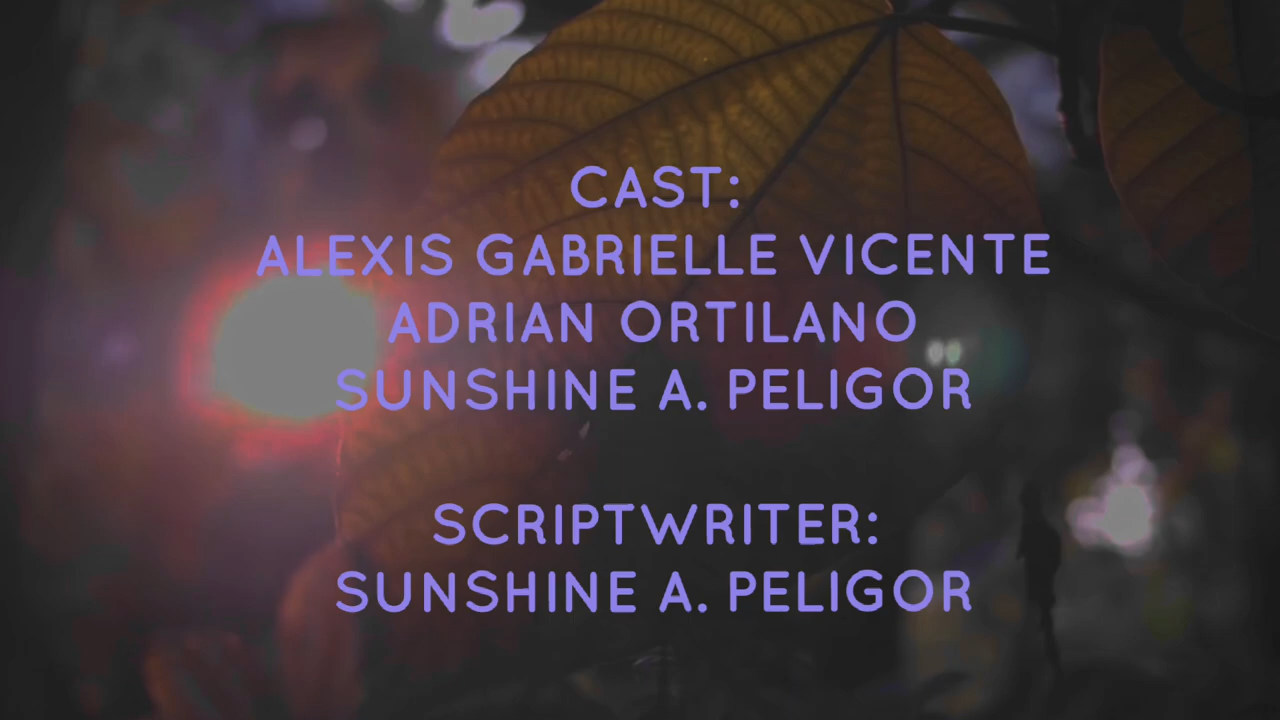 CAST:
ALEXIS GABRIELLE VICENTE
ADRIAN ORTILANO
SUNSHINE A. PELIGOR
SCRIPTWRITER:
SUNSHINE A. PELIGOR